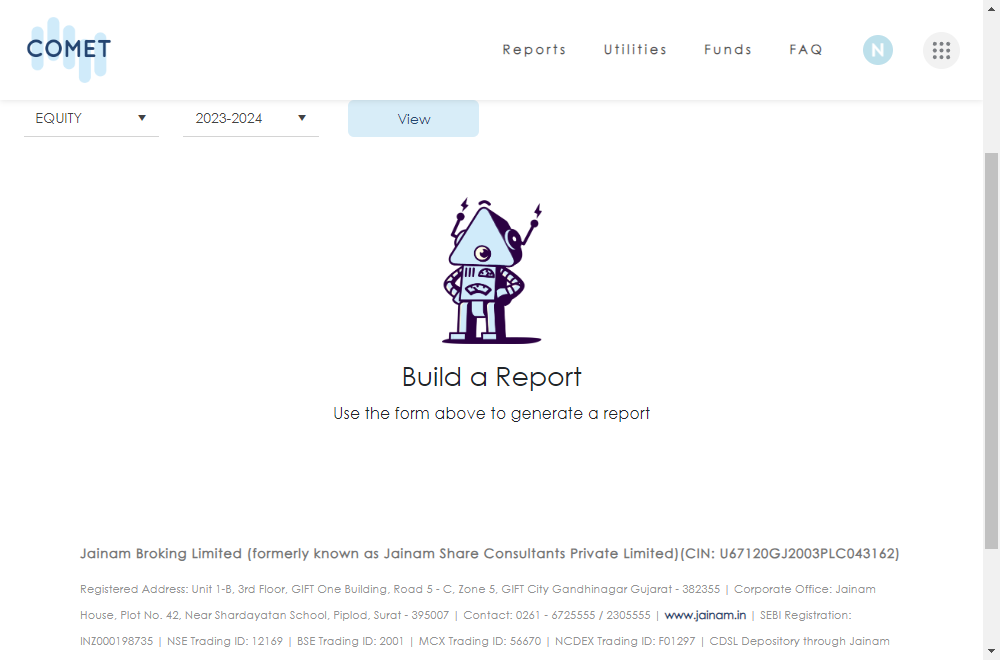 COMET
Reports Utilities Funds FAQ N
EQUITY 2023-2024 View
Build a Report
Use the form above to generate a report
Jainam Broking Limited (formerly known as Jainam Share Consultants Private Limited)(CIN: U67120GJ2003PLC043162)
Registered Address: Unit 1-B, 3rd Floor, GIFT One Building, Road 5 - C, Zone 5, GIFT City Gandhinagar Gujarat - 382355 | Corporate Office: Jainam
House, Plot No. 42, Near Shardayatan School, Piplod, Surat - 395007 | Contact: 0261 - 6725555 / 2305555 | www.jainam.in | SEBI Registration:
INZ000198735 | NSE Trading ID: 12169 | BSE Trading ID: 2001 | MCX Trading ID: 56670 | NCDEX Trading ID: F01297 | CDSL Depository through Jainam